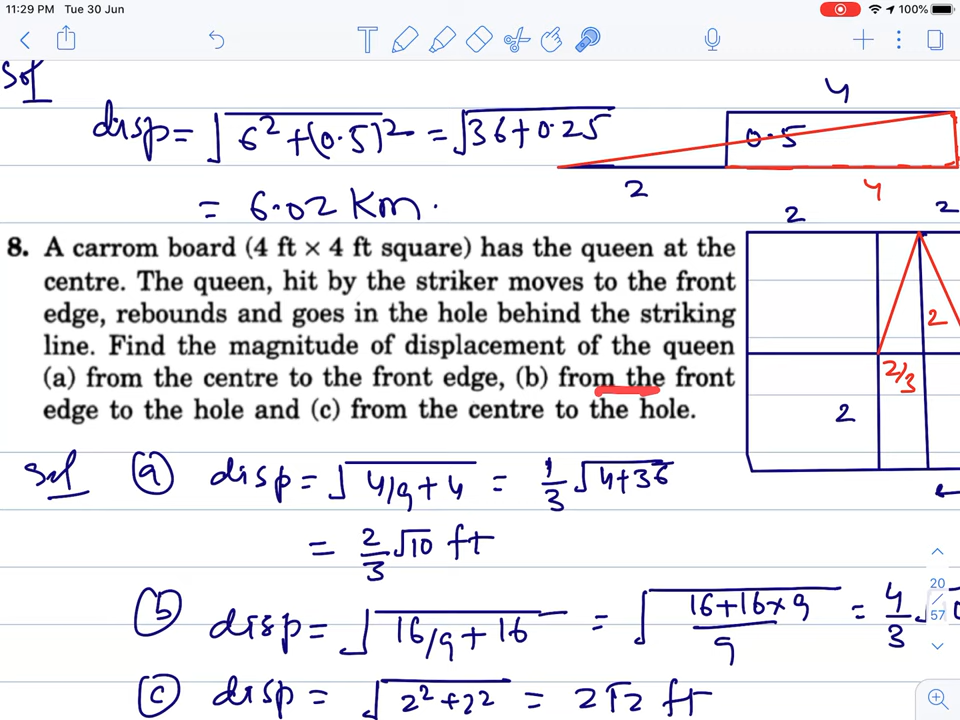 11:29 PM Tue 30 Jun 100%
Sol
4
disp = √6² + (0.5)² = √36 + 0.25
0.5
2 4
= 6.02 Km.
2 2
8. A carrom board (4 ft × 4 ft square) has the queen at the
centre. The queen, hit by the striker moves to the front
edge, rebounds and goes in the hole behind the striking
line. Find the magnitude of displacement of the queen
(a) from the centre to the front edge, (b) from the front
edge to the hole and (c) from the centre to the hole.
2
2/3
2
Sol (a) disp = √4/9 + 4 = 1/3 √4+36
= 2/3 √10 ft
(b) disp = √16/9 + 16 = √(16+16×9)/9 = 4/3 √
(c) disp = √2² + 2² = 2√2 ft
20
/
57